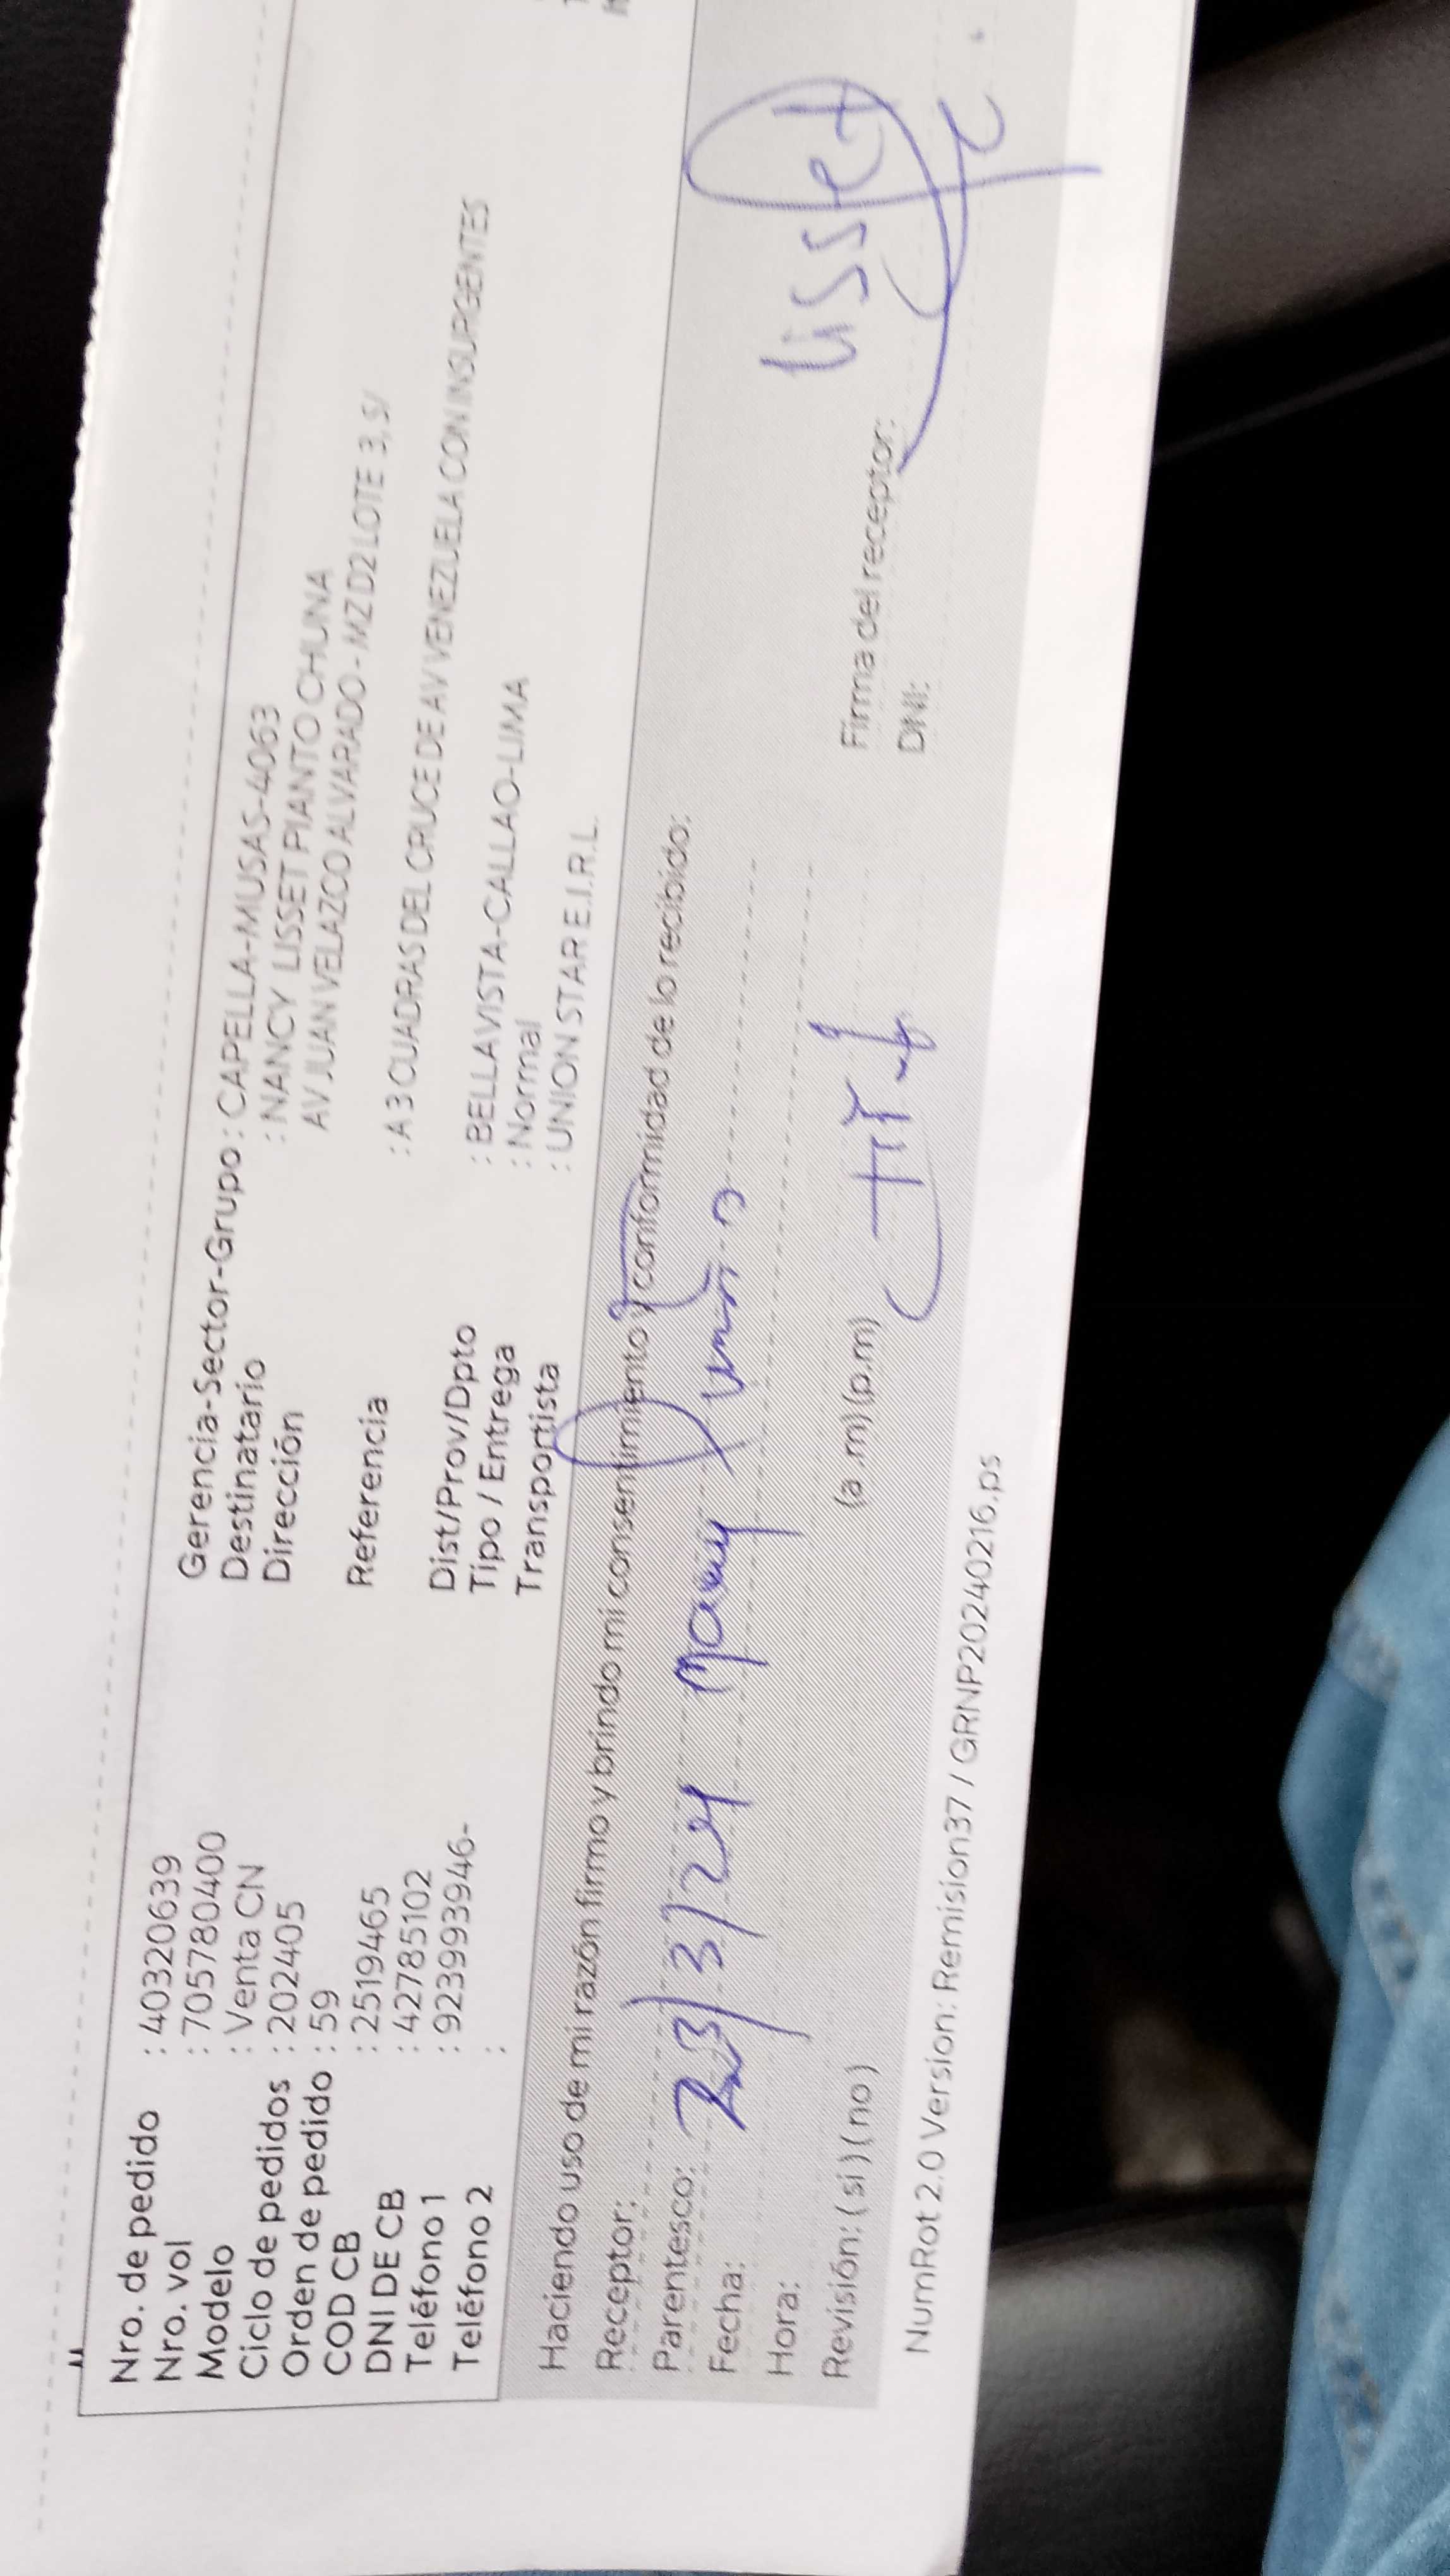 Nro. de pedido : 40320639
Nro. vol : 705780400
Modelo : Venta CN
Ciclo de pedidos : 202405
Orden de pedido : 59
COD CB : 2519465
DNI DE CB : 42785102
Teléfono 1 : 923993946-
Teléfono 2 :
Gerencia-Sector-Grupo : CAPELLA-MUSAS-4063
Destinatario : NANCY LISSET PIANTO CHUNA
Dirección AV JUAN VELAZCO ALVARADO - MZ D2 LOTE 3, S/
Referencia : A 3 CUADRAS DEL CRUCE DE AV VENEZUELA CON INSURGENTES
Dist/Prov/Dpto : BELLAVISTA-CALLAO-LIMA
Tipo / Entrega : Normal
Transportista : UNION STAR E.I.R.L.
Haciendo uso de mi razón firmo y brindo mi consentimiento y conformidad de lo recibido:
Receptor:
Parentesco:
Fecha: 23/3/24
Hora:
Revisión: ( si ) ( no )
(a .m) (p.m)
Firma del receptor: lisset
DNI:
NumRot 2.0 Version: Remision37 / GRNP20240216.ps